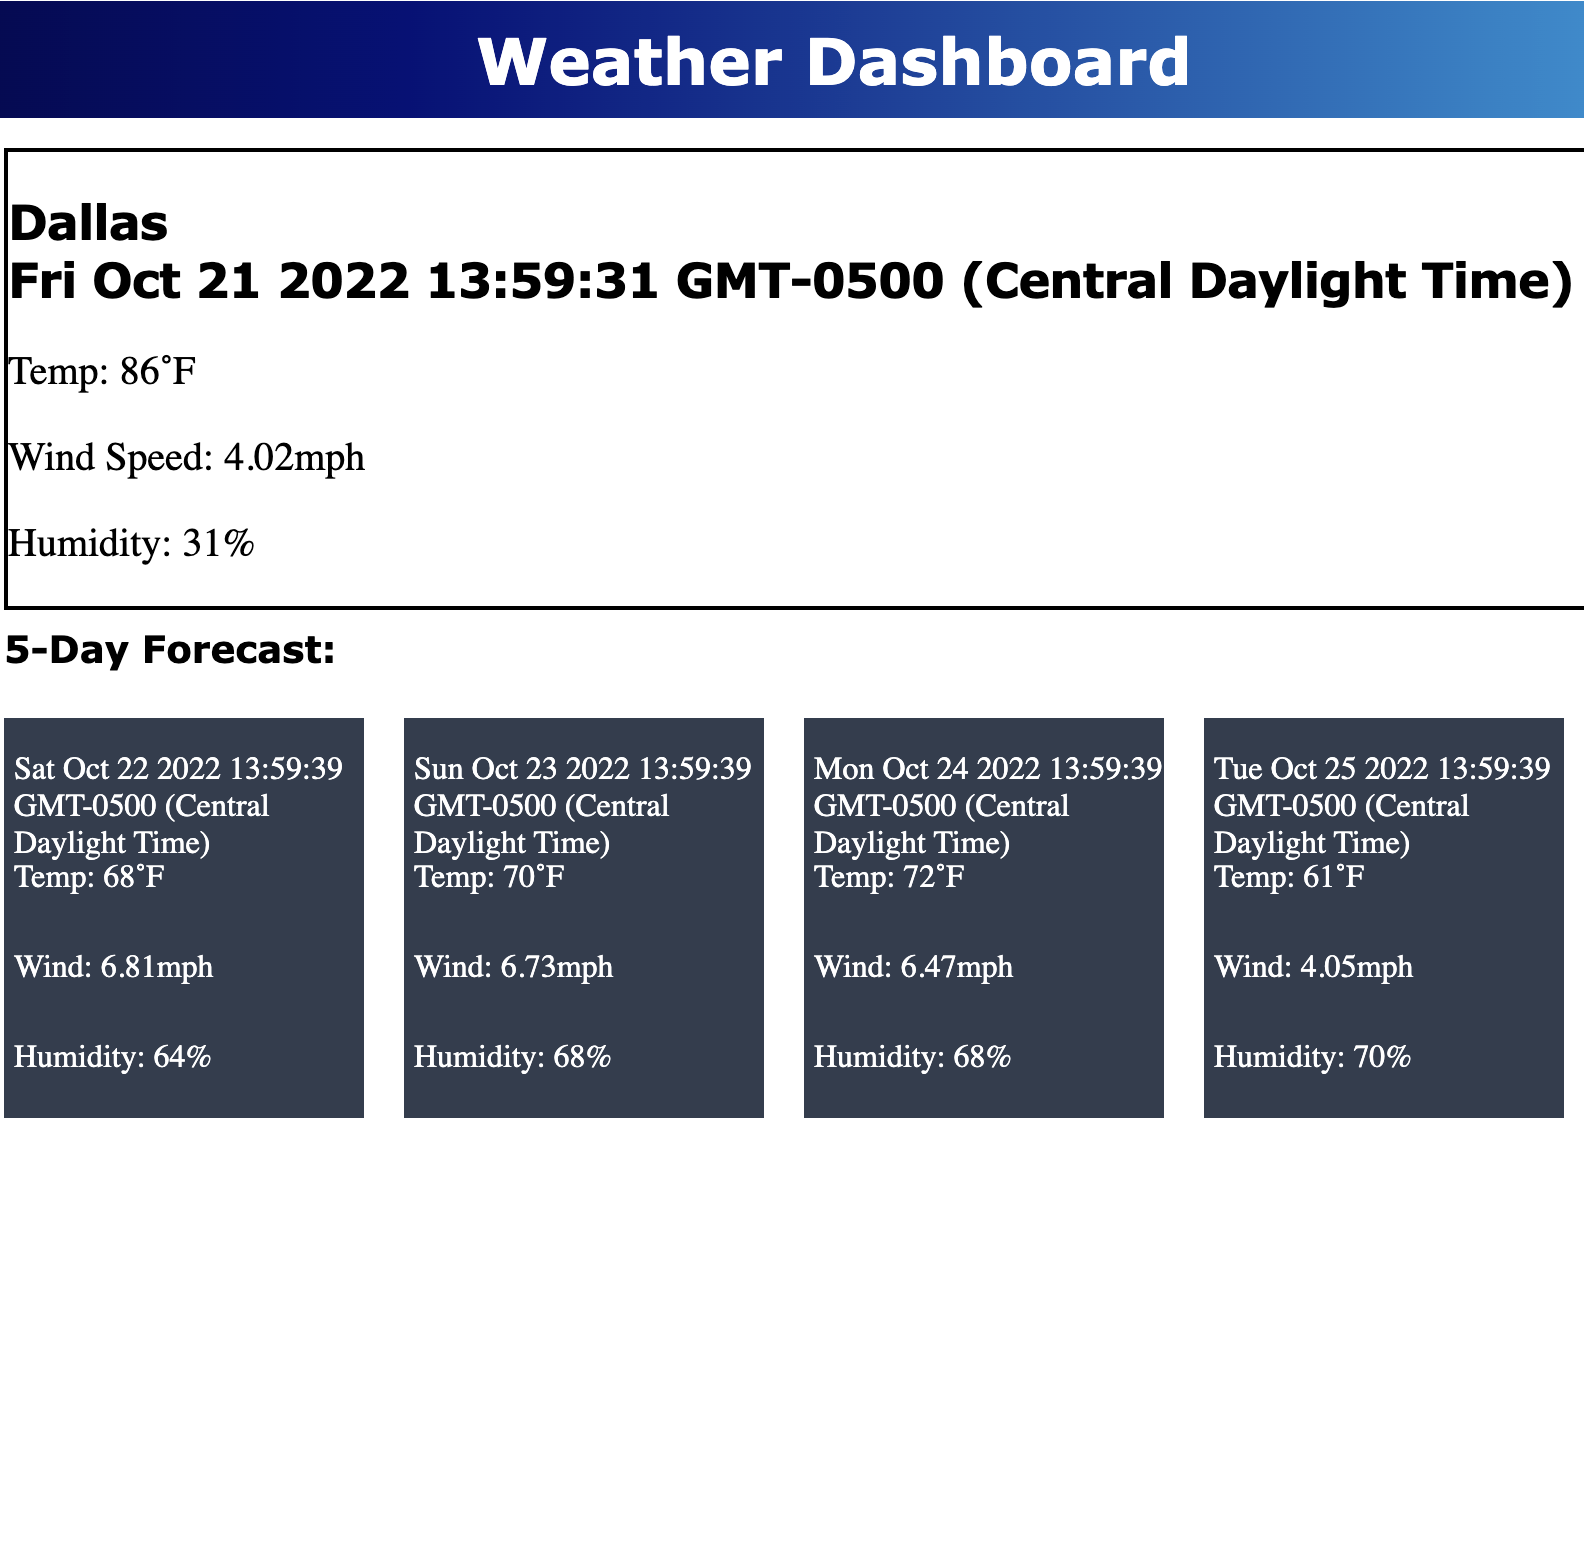 Weather Dashboard
Dallas
Fri Oct 21 2022 13:59:31 GMT-0500 (Central Daylight Time)
Temp: 86˚F
Wind Speed: 4.02mph
Humidity: 31%
5-Day Forecast:
Sat Oct 22 2022 13:59:39
GMT-0500 (Central
Daylight Time)
Temp: 68˚F
Wind: 6.81mph
Humidity: 64%
Sun Oct 23 2022 13:59:39
GMT-0500 (Central
Daylight Time)
Temp: 70˚F
Wind: 6.73mph
Humidity: 68%
Mon Oct 24 2022 13:59:39
GMT-0500 (Central
Daylight Time)
Temp: 72˚F
Wind: 6.47mph
Humidity: 68%
Tue Oct 25 2022 13:59:39
GMT-0500 (Central
Daylight Time)
Temp: 61˚F
Wind: 4.05mph
Humidity: 70%